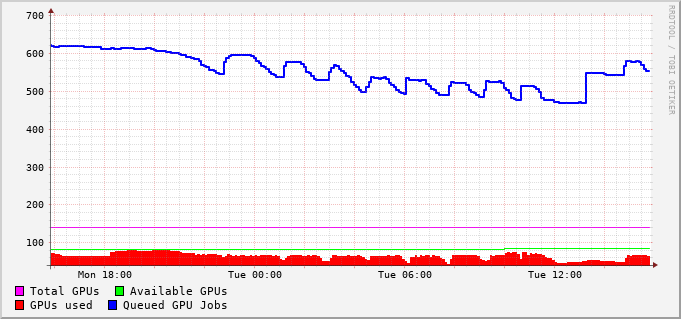 700
600
500
400
300
200
100
Mon 18:00 Tue 00:00 Tue 06:00 Tue 12:00
Total GPUs Available GPUs
GPUs used Queued GPU Jobs
RRDTOOL / TOBI OETIKER